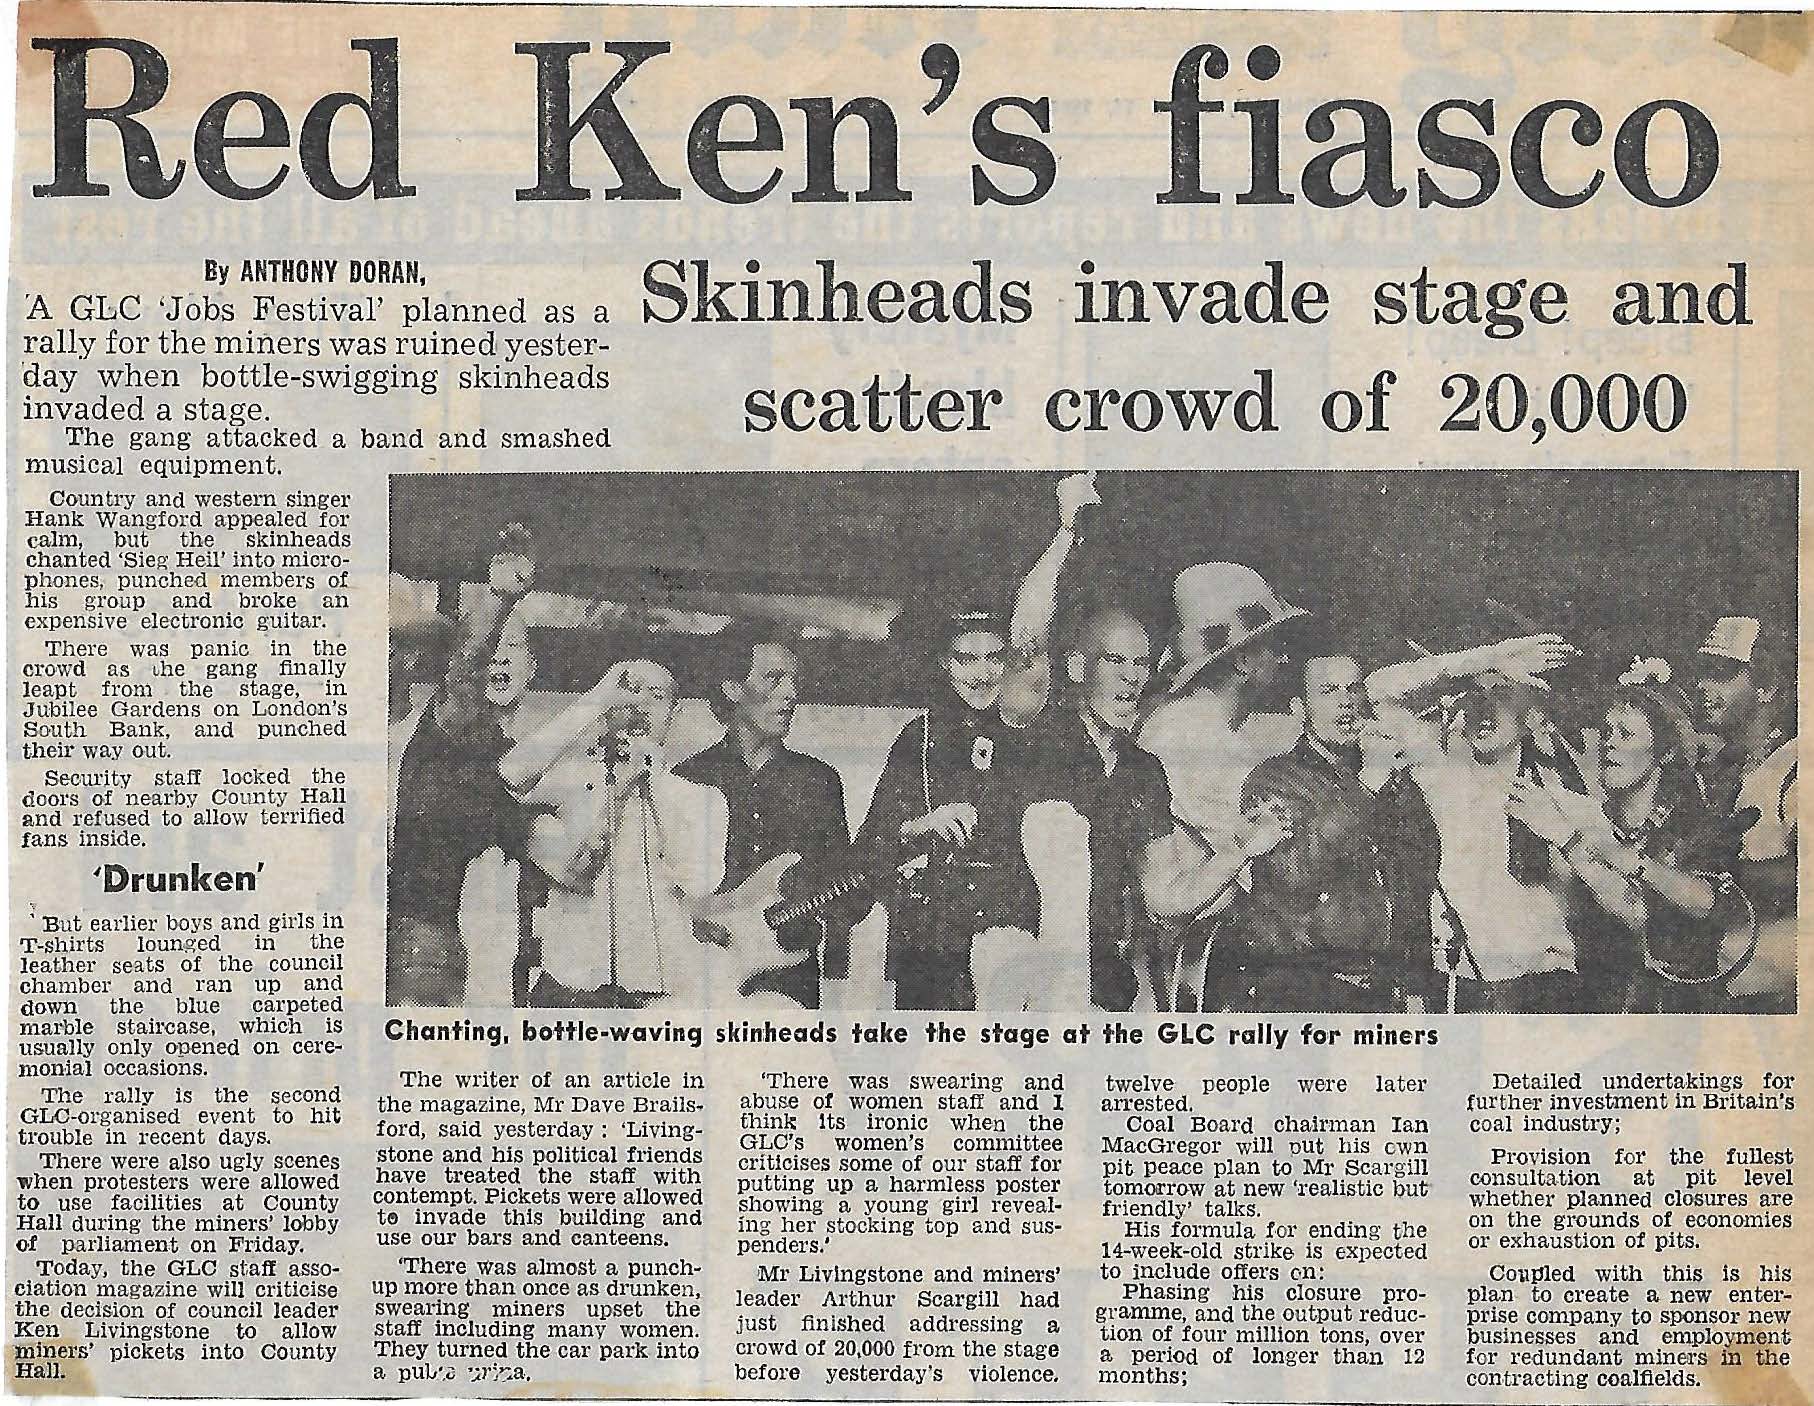 Red Ken's fiasco
Skinheads invade stage and
scatter crowd of 20,000
By ANTHONY DORAN,
A GLC 'Jobs Festival' planned as a
rally for the miners was ruined yester-
day when bottle-swigging skinheads
invaded a stage.
The gang attacked a band and smashed
musical equipment.
Country and western singer
Hank Wangford appealed for
calm, but the skinheads
chanted 'Sieg Heil' into micro-
phones, punched members of
his group and broke an
expensive electronic guitar.
There was panic in the
crowd as the gang finally
leapt from the stage, in
Jubilee Gardens on London's
South Bank, and punched
their way out.
Security staff locked the
doors of nearby County Hall
and refused to allow terrified
fans inside.
'Drunken'
But earlier boys and girls in
T-shirts lounged in the
leather seats of the council
chamber and ran up and
down the blue carpeted
marble staircase, which is
usually only opened on cere-
monial occasions.
The rally is the second
GLC-organised event to hit
trouble in recent days.
There were also ugly scenes
when protesters were allowed
to use facilities at County
Hall during the miners' lobby
of parliament on Friday.
Today, the GLC staff asso-
ciation magazine will criticise
the decision of council leader
Ken Livingstone to allow
miners' pickets into County
Hall.
Chanting, bottle-waving skinheads take the stage at the GLC rally for miners
The writer of an article in
the magazine, Mr Dave Brails-
ford, said yesterday : 'Living-
stone and his political friends
have treated the staff with
contempt. Pickets were allowed
to invade this building and
use our bars and canteens.
'There was almost a punch-
up more than once as drunken,
swearing miners upset the
staff including many women.
They turned the car park into
a
'There was swearing and
abuse of women staff and I
think its ironic when the
GLC's women's committee
criticises some of our staff for
putting up a harmless poster
showing a young girl reveal-
ing her stocking top and sus-
penders.'
Mr Livingstone and miners'
leader Arthur Scargill had
just finished addressing a
crowd of 20,000 from the stage
before yesterday's violence.
twelve people were later
arrested.
Coal Board chairman Ian
MacGregor will put his own
pit peace plan to Mr Scargill
tomorrow at new 'realistic but
friendly' talks.
His formula for ending the
14-week-old strike is expected
to include offers on:
Phasing his closure pro-
gramme, and the output reduc-
tion of four million tons, over
a period of longer than 12
months;
Detailed undertakings for
further investment in Britain's
coal industry;
Provision for the fullest
consultation at pit level
whether planned closures are
on the grounds of economies
or exhaustion of pits.
Coupled with this is his
plan to create a new enter-
prise company to sponsor new
businesses and employment
for redundant miners in the
contracting coalfields.